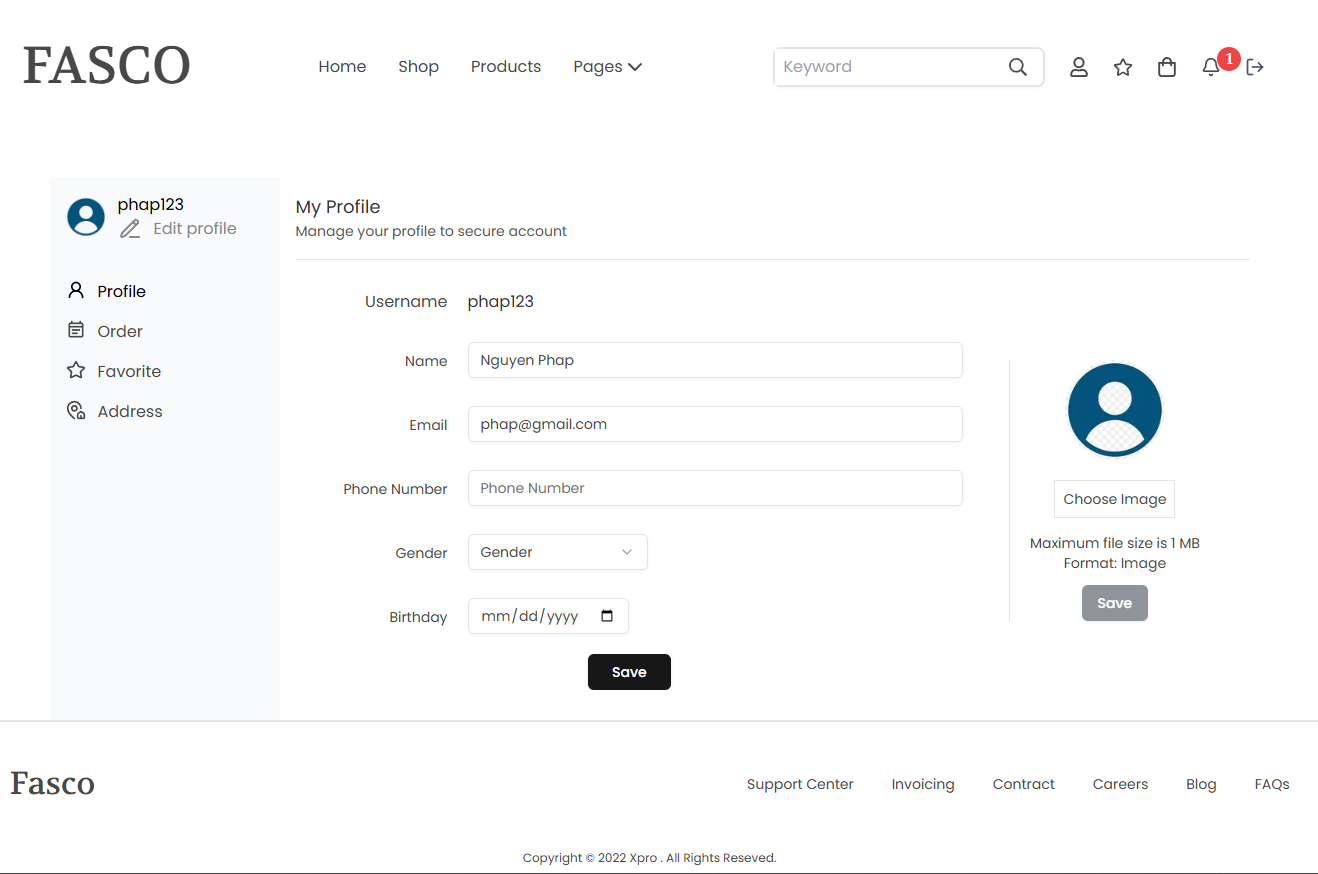 FASCO
Home Shop Products Pages
Keyword
1
phap123
Edit profile
Profile
Order
Favorite
Address
My Profile
Manage your profile to secure account
Username phap123
Name Nguyen Phap
Email phap@gmail.com
Phone Number Phone Number
Gender Gender
Birthday mm/dd/yyyy
Save
Choose Image
Maximum file size is 1 MB
Format: Image
Save
Fasco
Support Center Invoicing Contract Careers Blog FAQs
Copyright © 2022 Xpro . All Rights Reseved.